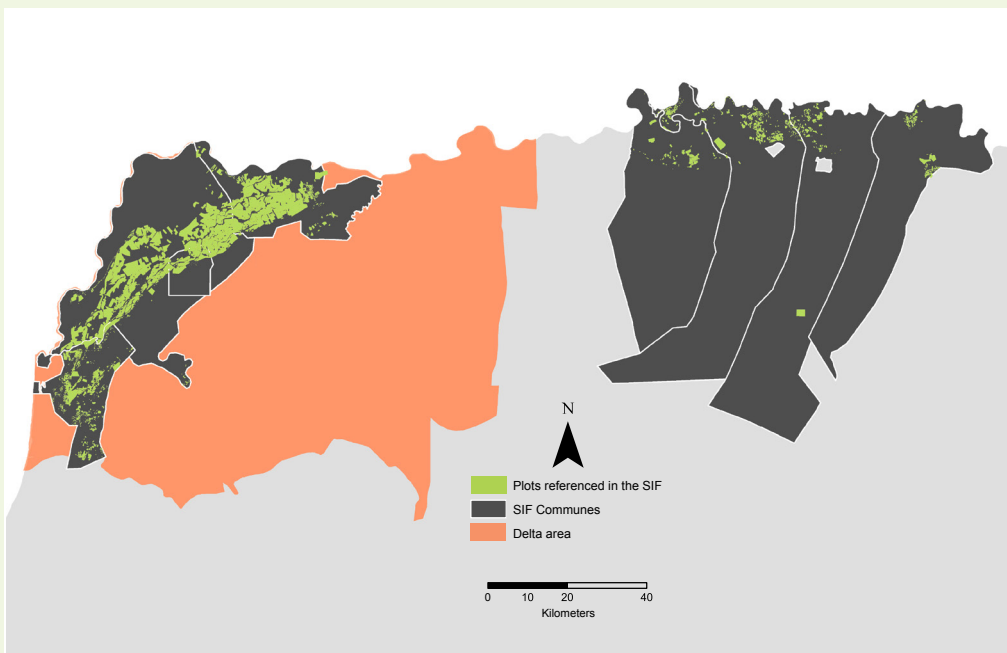 N
Plots referenced in the SIF
SIF Communes
Delta area
0 10 20 40
Kilometers